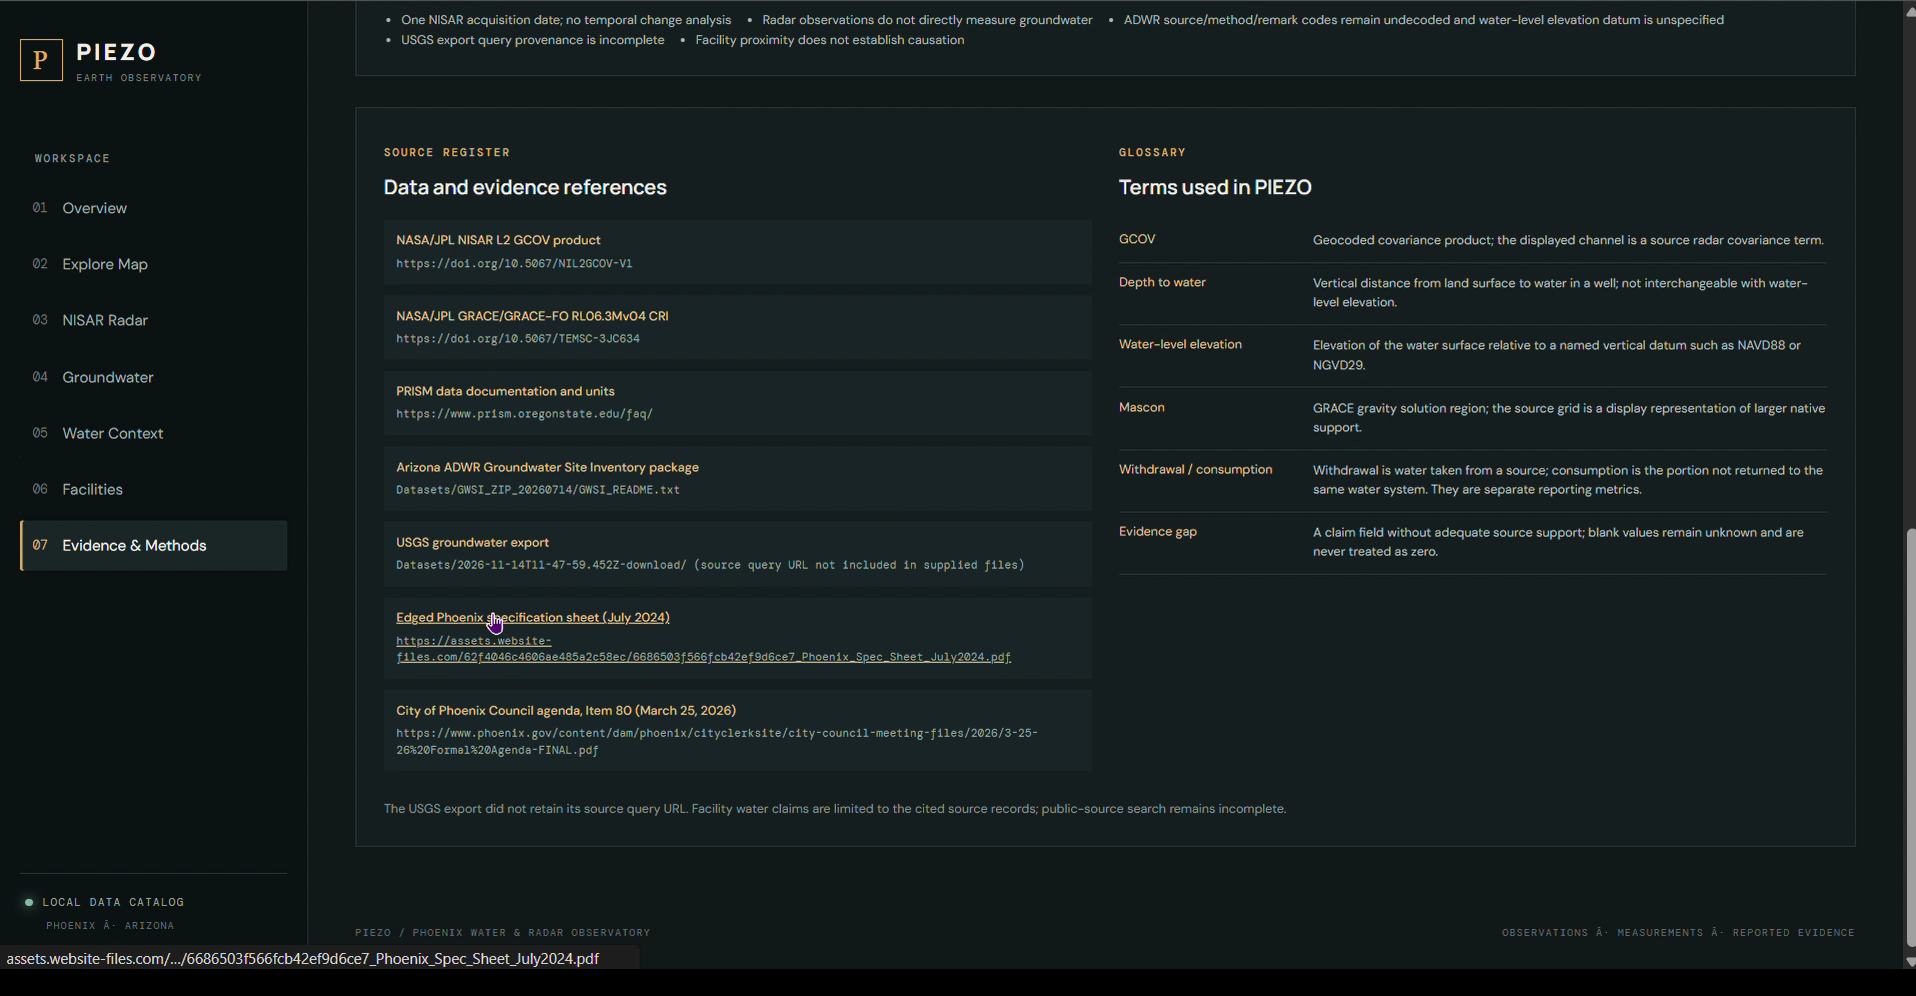 P
PIEZO
EARTH OBSERVATORY
WORKSPACE
01 Overview
02 Explore Map
03 NISAR Radar
04 Groundwater
05 Water Context
06 Facilities
07 Evidence & Methods
LOCAL DATA CATALOG
PHOENIX Â· ARIZONA
• One NISAR acquisition date; no temporal change analysis • Radar observations do not directly measure groundwater • ADWR source/method/remark codes remain undecoded and water-level elevation datum is unspecified
• USGS export query provenance is incomplete • Facility proximity does not establish causation
SOURCE REGISTER
Data and evidence references
NASA/JPL NISAR L2 GCOV product
https://doi.org/10.5067/NIL2GCOV-V1
NASA/JPL GRACE/GRACE-FO RL06.3Mv04 CRI
https://doi.org/10.5067/TEMSC-3JC634
PRISM data documentation and units
https://www.prism.oregonstate.edu/faq/
Arizona ADWR Groundwater Site Inventory package
Datasets/GWSI_ZIP_20260714/GWSI_README.txt
USGS groundwater export
Datasets/2026-11-14T11-47-59.452Z-download/ (source query URL not included in supplied files)
Edged Phoenix specification sheet (July 2024)
https://assets.website-
files.com/62f4046c4606ae485a2c58ec/6686503f566fcb42ef9d6ce7_Phoenix_Spec_Sheet_July2024.pdf
City of Phoenix Council agenda, Item 80 (March 25, 2026)
https://www.phoenix.gov/content/dam/phoenix/cityclerksite/city-council-meeting-files/2026/3-25-
26%20Formal%20Agenda-FINAL.pdf
GLOSSARY
Terms used in PIEZO
GCOV
Geocoded covariance product; the displayed channel is a source radar covariance term.
Depth to water
Vertical distance from land surface to water in a well; not interchangeable with water-
level elevation.
Water-level elevation
Elevation of the water surface relative to a named vertical datum such as NAVD88 or
NGVD29.
Mascon
GRACE gravity solution region; the source grid is a display representation of larger native
support.
Withdrawal / consumption
Withdrawal is water taken from a source; consumption is the portion not returned to the
same water system. They are separate reporting metrics.
Evidence gap
A claim field without adequate source support; blank values remain unknown and are
never treated as zero.
The USGS export did not retain its source query URL. Facility water claims are limited to the cited source records; public-source search remains incomplete.
PIEZO / PHOENIX WATER & RADAR OBSERVATORY
OBSERVATIONS Â· MEASUREMENTS Â· REPORTED EVIDENCE
assets.website-files.com/.../6686503f566fcb42ef9d6ce7_Phoenix_Spec_Sheet_July2024.pdf